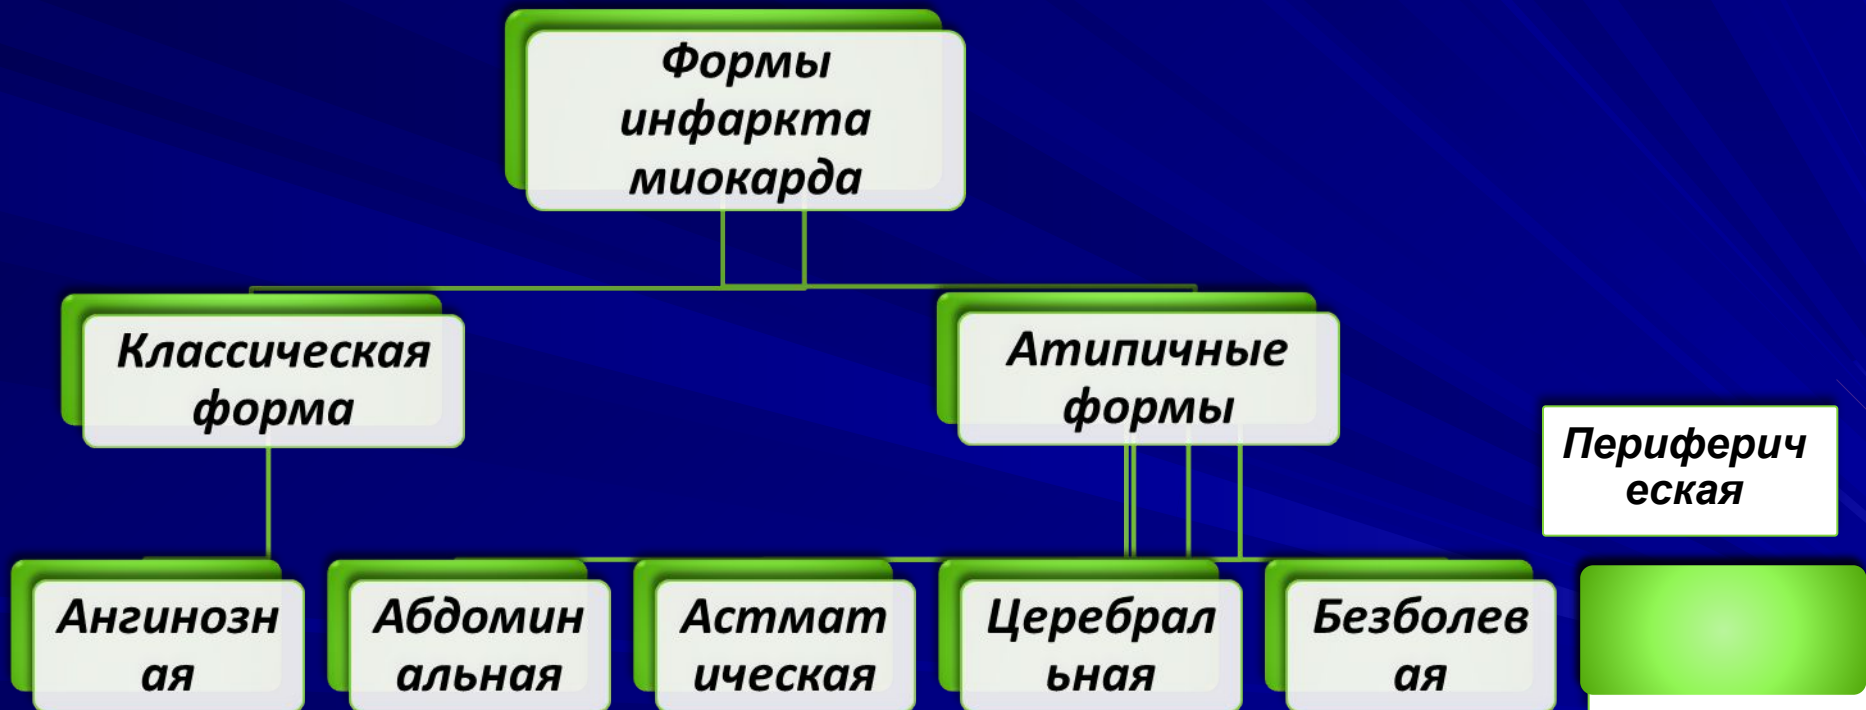 Формы
инфаркта
миокарда
Классическая
форма
Атипичные
формы
Периферич
еская
Ангинозн
ая
Абдомин
альная
Астмат
ическая
Церебрал
ьная
Безболев
ая